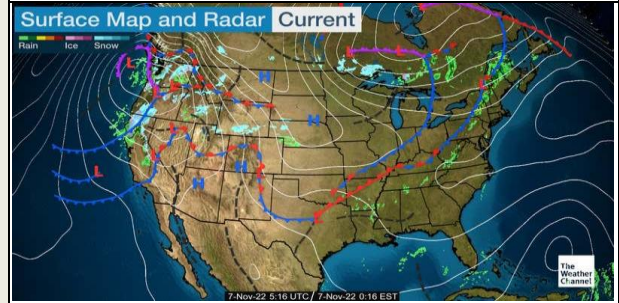 Surface Map and Radar Current
Rain Ice Snow
L
L
L
H
L
L
H
L
H
H
The
Weather
Channel
7-Nov-22 5:16 UTC / 7-Nov-22 0:16 EST